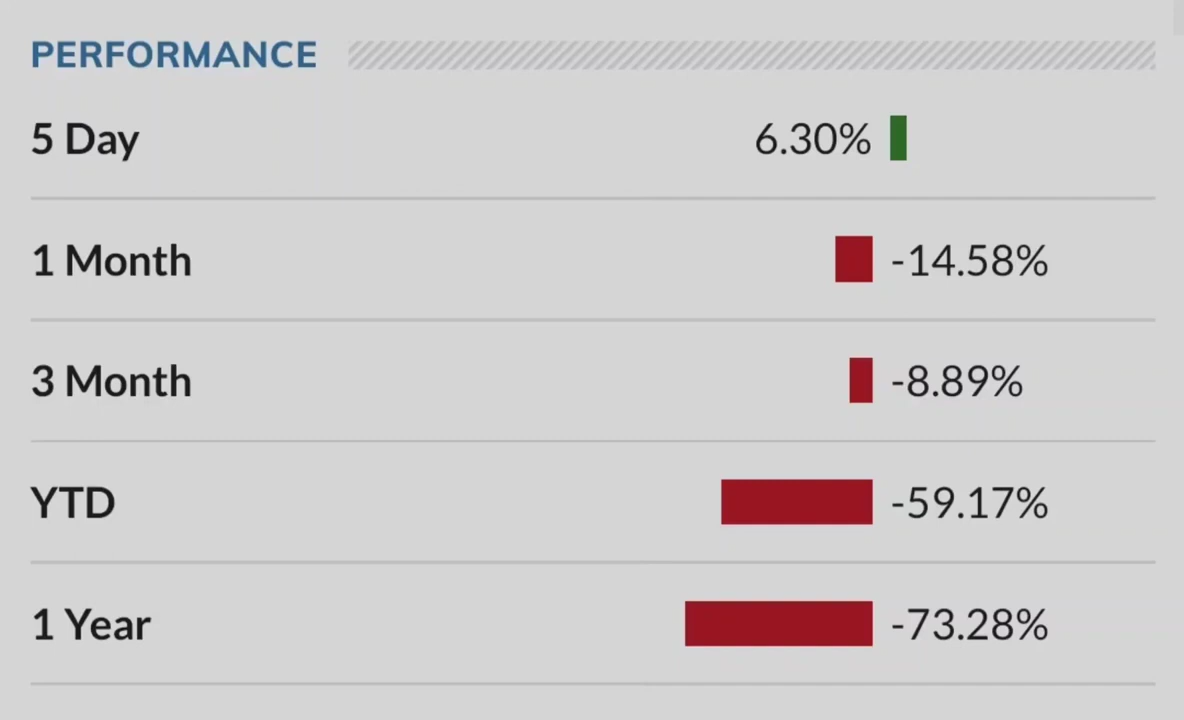 PERFORMANCE
5 Day 6.30%
1 Month -14.58%
3 Month -8.89%
YTD -59.17%
1 Year -73.28%